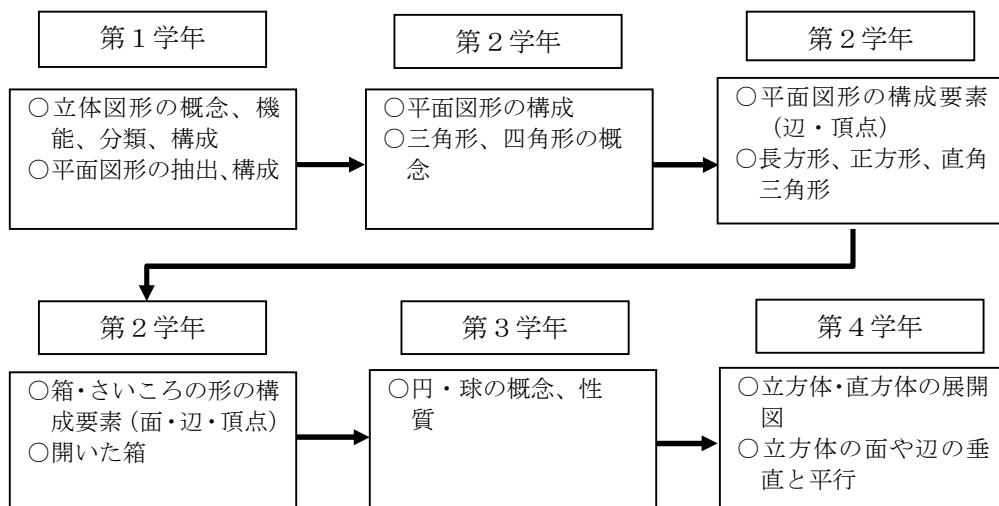 第１学年
○立体図形の概念、機
能、分類、構成
○平面図形の抽出、構成
第２学年
○平面図形の構成
○三角形、四角形の概
念
第２学年
○平面図形の構成要素
（辺・頂点）
○長方形、正方形、直角
三角形
第２学年
○箱・さいころの形の構
成要素（面・辺・頂点）
○開いた箱
第３学年
○円・球の概念、性
質
第４学年
○立方体・直方体の展開
図
○立方体の面や辺の垂
直と平行